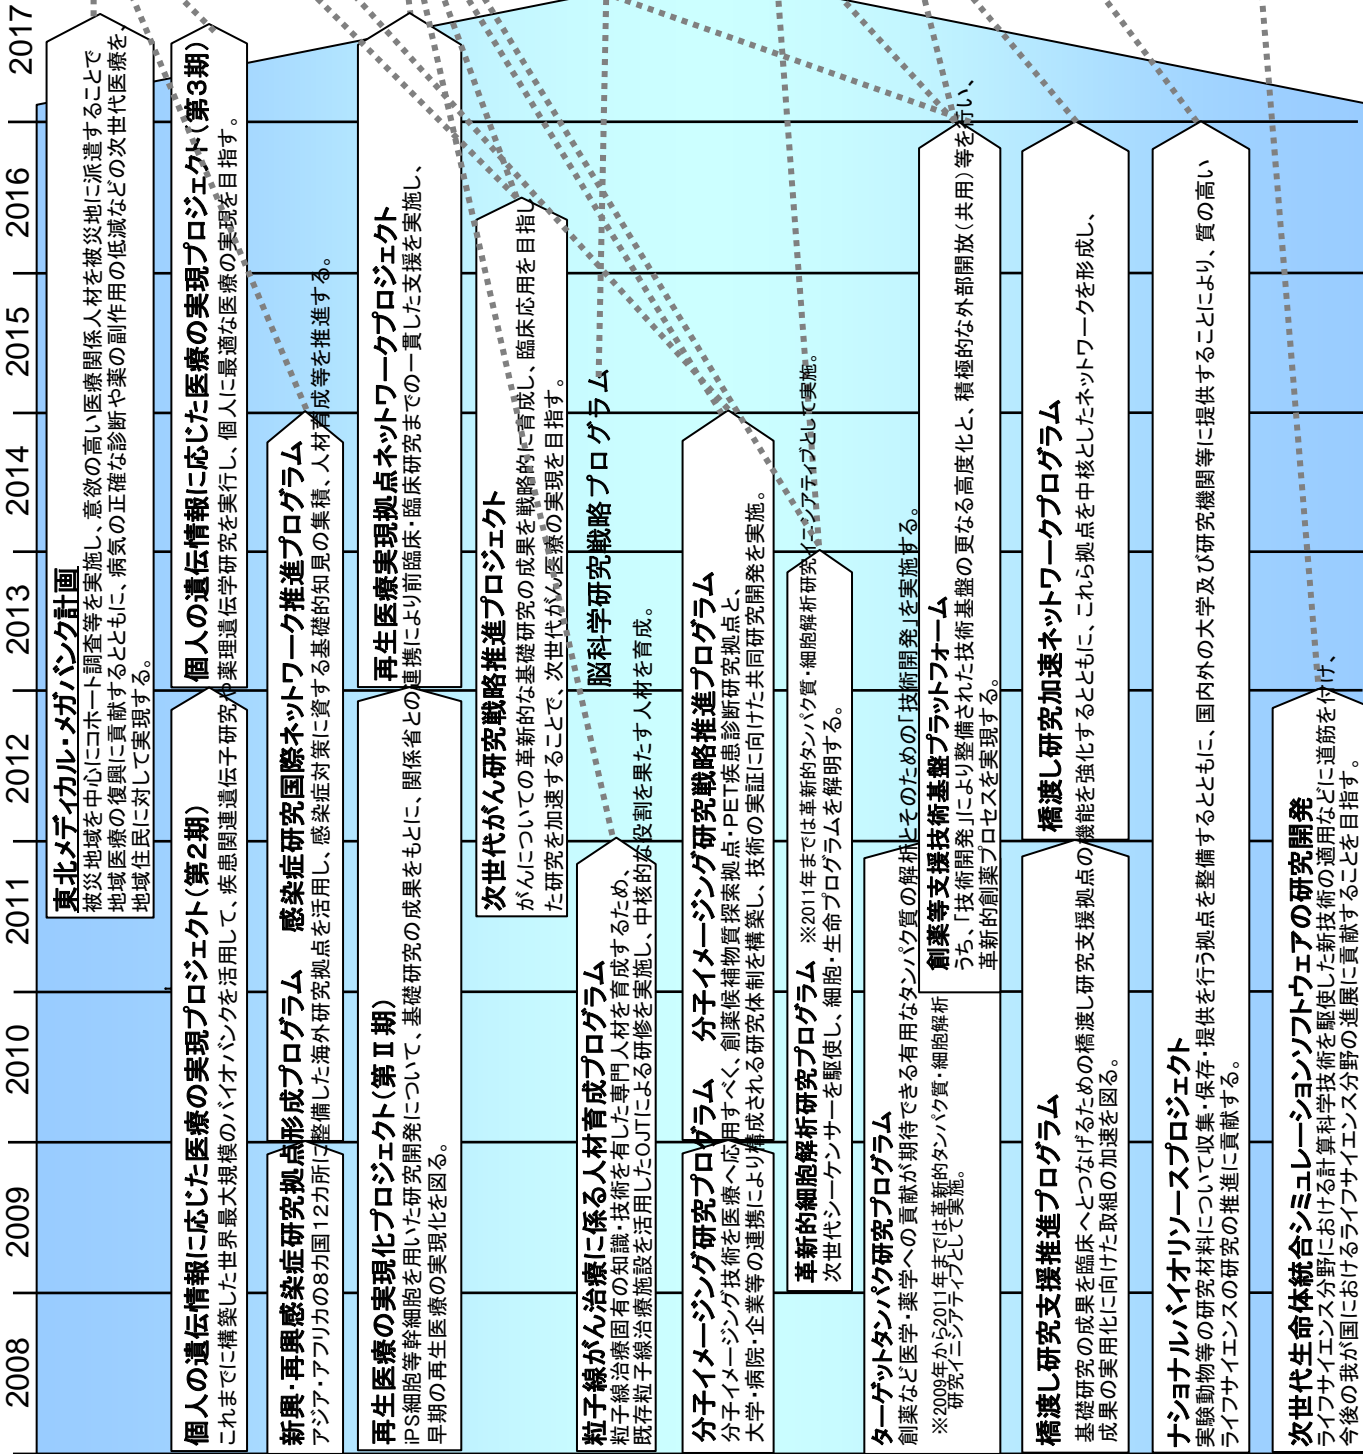 2008 2009 2010 2011 2012 2013 2014 2015 2016 2017
東北メディカル・メガバンク計画
被災地域を中心にコホート調査等を実施し、意欲の高い医療関係人材を被災地に派遣することで
地域医療の復興に貢献するとともに、病気の正確な診断や薬の副作用の低減などの次世代医療を
地域住民に対して実現する。
個人の遺伝情報に応じた医療の実現プロジェクト(第2期) 個人の遺伝情報に応じた医療の実現プロジェクト(第3期)
これまでに構築した世界最大規模のバイオバンクを活用して、疾患関連遺伝子研究や薬理遺伝学研究を実行し、個人に最適な医療の実現を目指す。
新興・再興感染症研究拠点形成プログラム 感染症研究国際ネットワーク推進プログラム
アジア・アフリカの8カ国12カ所に整備した海外研究拠点を活用し、感染症対策に資する基礎的知見の集積、人材育成等を推進する。
再生医療の実現化プロジェクト(第Ⅱ期) 再生医療実現拠点ネットワークプロジェクト
iPS細胞等幹細胞を用いた研究開発について、基礎研究の成果をもとに、関係省との連携により前臨床・臨床研究までの一貫した支援を実施し、
早期の再生医療の実現化を図る。
次世代がん研究戦略推進プロジェクト
がんについての革新的な基礎研究の成果を戦略的に育成し、臨床応用を目指し
た研究を加速することで、次世代がん医療の実現を目指す。
粒子線がん治療に係る人材育成プログラム 脳科学研究戦略プログラム
粒子線治療固有の知識・技術を有した専門人材を育成するため、
既存粒子線治療施設を活用したOJTによる研修を実施し、中核的な役割を果たす人材を育成。
分子イメージング研究プログラム 分子イメージング研究戦略推進プログラム
分子イメージング技術を医療へ応用すべく、創薬候補物質探索拠点・PET疾患診断研究拠点と、
大学・病院・企業等の連携により構成される研究体制を構築し、技術の実証に向けた共同研究開発を実施。
革新的細胞解析研究プログラム ※2011年までは革新的タンパク質・細胞解析研究イニシアティブとして実施。
次世代シーケンサーを駆使し、細胞・生命プログラムを解明する。
ターゲットタンパク研究プログラム
創薬など医学・薬学への貢献が期待できる有用なタンパク質の解析とそのための「技術開発」を実施する。
※2009年から2011年までは革新的タンパク質・細胞解析
研究イニシアティブとして実施。
創薬等支援技術基盤プラットフォーム
うち、「技術開発」により整備された技術基盤の更なる高度化と、積極的な外部開放(共用)等を行い、
革新的創薬プロセスを実現する。
橋渡し研究支援推進プログラム 橋渡し研究加速ネットワークプログラム
基礎研究の成果を臨床へとつなげるための橋渡し研究支援拠点の機能を強化するとともに、これら拠点を中核としたネットワークを形成し、
成果の実用化に向けた取組の加速を図る。
ナショナルバイオリソースプロジェクト
実験動物等の研究材料について収集・保存・提供を行う拠点を整備するとともに、国内外の大学及び研究機関等に提供することにより、質の高い
ライフサイエンスの研究の推進に貢献する。
次世代生命体統合シミュレーションソフトウェアの研究開発
ライフサイエンス分野における計算科学技術を駆使した新技術の適用などに道筋を付け、
今後の我が国におけるライフサイエンス分野の進展に貢献することを目指す。